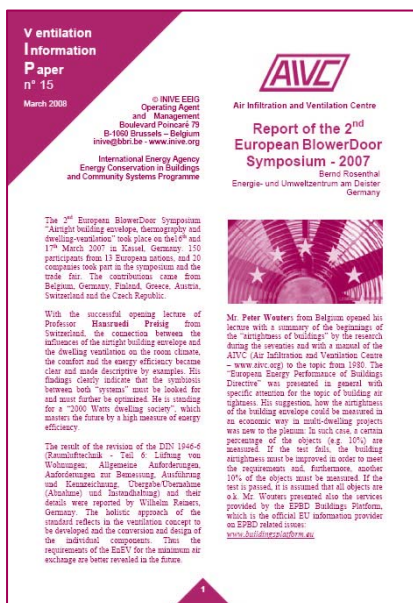 V entilation
I nformation
P aper
n° 15
March 2008
© INIVE EEIG
Operating Agent
and Management
Boulevard Poincaré 79
B-1060 Brussels – Belgium
inive@bbri.be - www.inive.org
International Energy Agency
Energy Conservation in Buildings
and Community Systems Programme
AIVC
Air Infiltration and Ventilation Centre
Report of the 2nd
European BlowerDoor
Symposium - 2007
Bernd Rosenthal
Energie- und Umweltzentrum am Deister
Germany
The 2nd European BlowerDoor Symposium
"Airtight building envelope, thermography and
dwelling-ventilation" took place on the16th and
17th March 2007 in Kassel, Germany. 150
participants from 13 European nations, and 20
companies took part in the symposium and the
trade fair. The contributions came from
Belgium, Germany, Finland, Greece, Austria,
Switzerland and the Czech Republic.
With the successful opening lecture of
Professor Hansruedi Preisig from
Switzerland, the connection between the
influences of the airtight building envelope and
the dwelling ventilation on the room climate,
the comfort and the energy efficiency became
clear and made descriptive by examples. His
findings clearly indicate that the symbiosis
between both "systems" must be looked for
and must further be optimized. He is standing
for a "2000 Watts dwelling society", which
masters the future by a high measure of energy
efficiency.
The result of the revision of the DIN 1946-6
(Raumlufttechnik - Teil 6: Lüftung von
Wohnungen; Allgemeine Anforderungen,
Anforderungen zur Bemessung, Ausführung
und Kennzeichnung, Übergabe/Übernahme
(Abnahme) und Instandhaltung) and their
details were reported by Wilhelm Reiners,
Germany. The holistic approach of the
standard reflects in the ventilation concept to
be developed and the conversion and design of
the individual components. Thus the
requirements of the EnEV for the minimum air
exchange are better revealed in the future.
Mr. Peter Wouters from Belgium opened his
lecture with a summary of the beginnings of
the "airtightness of buildings" by the research
during the seventies and with a manual of the
AIVC (Air Infiltration and Ventilation Centre
– www.aivc.org) to the topic from 1980. The
"European Energy Performance of Buildings
Directive" was presented in general with
specific attention for the topic of building air
tightness. His suggestion, how the airtightness
of the building envelope could be measured in
an economic way in multi-dwelling projects
was new to the plenum: In such case, a certain
percentage of the objects (e.g. 10%) are
measured. If the test fails, the building
airtightness must be improved in order to meet
the requirements and, furthermore, another
10% of the objects must be measured. If the
test is passed, it is assumed that all objects are
o.k. Mr. Wouters presented also the services
provided by the EPBD Buildings Platform,
which is the official EU information provider
on EPBD related issues:
www.buildingsplatform.eu
1